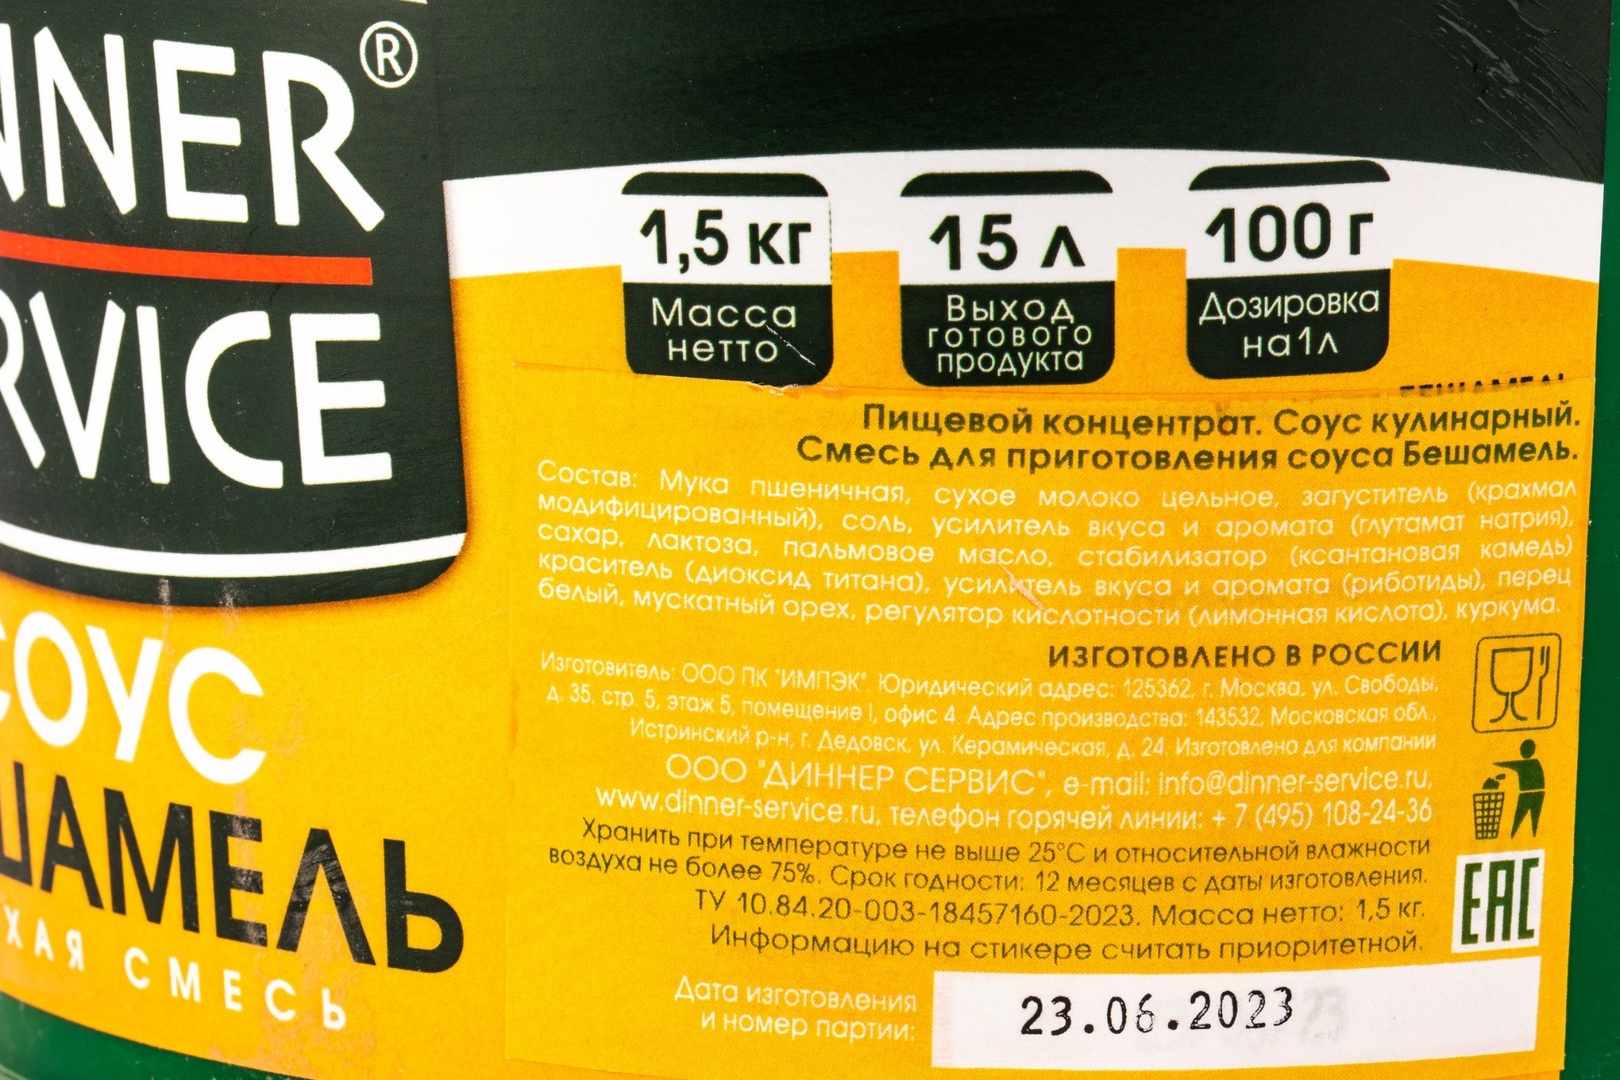 NNER®
RVICE
СОУС
ШАМЕЛЬ
ХАЯ СМЕСЬ
1,5 кг
Масса
нетто
15 л
Выход
готового
продукта
100 г
Дозировка
на 1л
Пищевой концентрат. Соус кулинарный.
Смесь для приготовления соуса Бешамель.
Состав: Мука пшеничная, сухое молоко цельное, загуститель (крахмал
модифицированный), соль, усилитель вкуса и аромата (глутамат натрия),
сахар, лактоза, пальмовое масло, стабилизатор (ксантановая камедь)
краситель (диоксид титана), усилитель вкуса и аромата (риботиды), перец
белый, мускатный орех, регулятор кислотности (лимонная кислота), куркума.
ИЗГОТОВЛЕНО В РОССИИ
Изготовитель: ООО ПК "ИМПЭК". Юридический адрес: 125362, г. Москва, ул. Свободы,
д. 35, стр. 5, этаж 5, помещение I, офис 4. Адрес производства: 143532, Московская обл.,
Истринский р-н, г. Дедовск, ул. Керамическая, д. 24. Изготовлено для компании
ООО "ДИННЕР СЕРВИС", e-mail: info@dinner-service.ru,
www.dinner-service.ru, телефон горячей линии: + 7 (495) 108-24-36
Хранить при температуре не выше 25°C и относительной влажности
воздуха не более 75%. Срок годности: 12 месяцев с даты изготовления.
ТУ 10.84.20-003-18457160-2023. Масса нетто: 1,5 кг.
Информацию на стикере считать приоритетной.
EAC
Дата изготовления
и номер партии:
23.06.2023